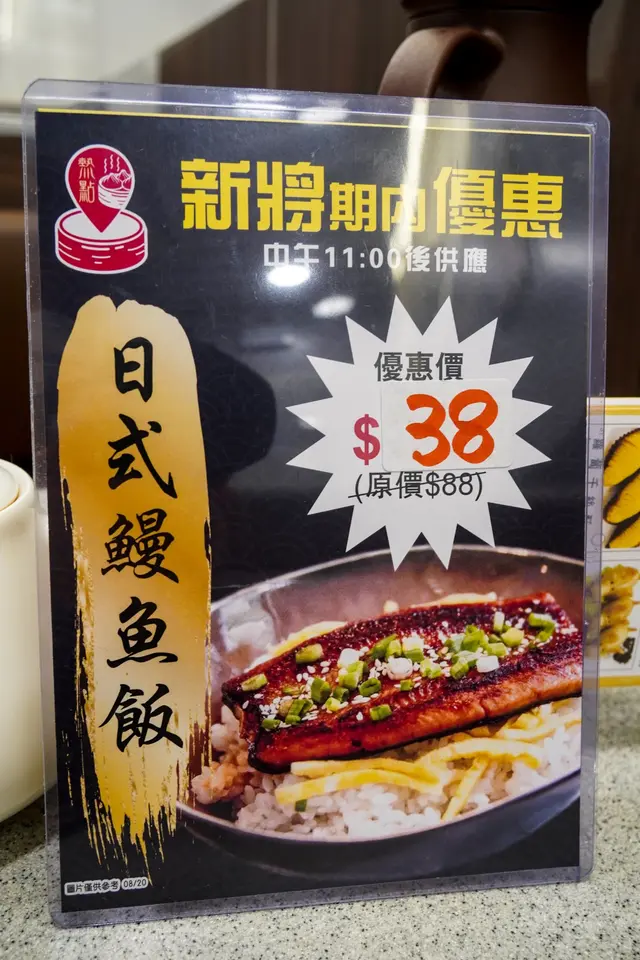 熱點
新將期內優惠
中午11:00後供應
優惠價
$38
(原價$88)
日式鰻魚飯
圖片僅供參考 08/20